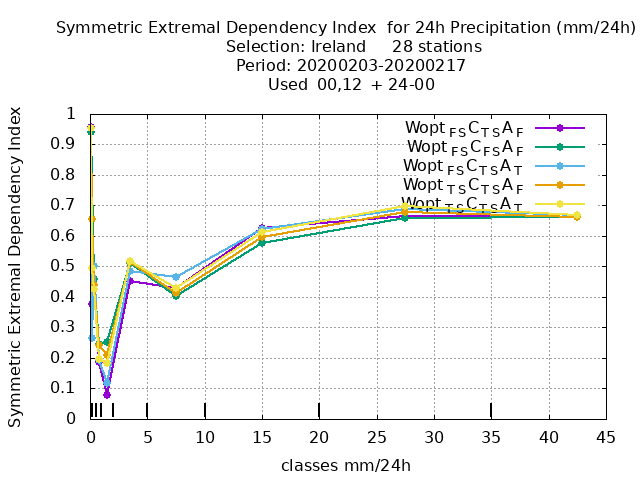 Symmetric Extremal Dependency Index  for 24h Precipitation (mm/24h)
Selection: Ireland     28 stations
Period: 20200203-20200217
Used  00,12  + 24-00
Symmetric Extremal Dependency Index
1
0.9
0.8
0.7
0.6
0.5
0.4
0.3
0.2
0.1
0
Wopt FS C TS A F
Wopt FS C FS A F
Wopt FS C TS A T
Wopt TS C TS A F
Wopt TS C TS A T
0 5 10 15 20 25 30 35 40 45
classes mm/24h